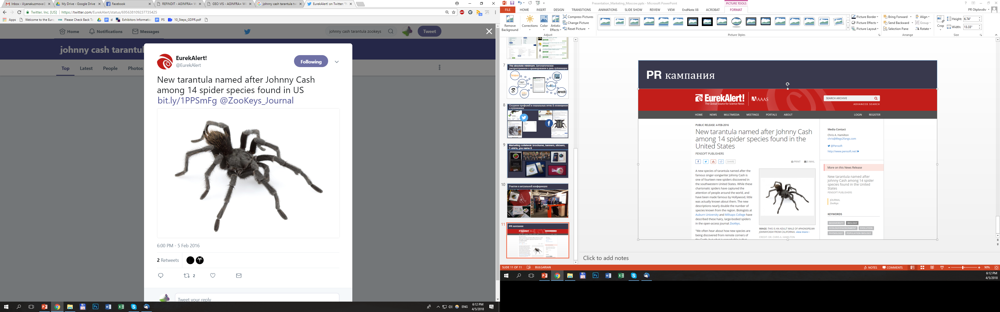 Inbox - iliyanakuzmova@
My Drive - Google Drive
Facebook
REFINDIT - AGINFRA+ W
GEO VIS - AGINFRA+ Wi
johnny cash tarantula tw
EurekAlert! on Twitter: "N
Twitter, Inc. [US]
https://twitter.com/EurekAlert/status/695638109237735425
Apps
Welcome to the Euro
Please Check Back To
d
Exhibitors Informatio
PS
10_Steps_GDPR.pdf
Home
Notifications
Messages
johnny cash tarantula zookeys
Tweet
johnny cash tarantul
Top
Latest
People
Photos
EurekAlert!
@EurekAlert
Following
New tarantula named after Johnny Cash
among 14 spider species found in US
bit.ly/1PPSmFg @ZooKeys_Journal
6:00 PM - 5 Feb 2016
2 Retweets
2
Tweet your reply
ENG
6:12 PM
4/5/2018
Presentation_Marketing_Moscow.pptx - Microsoft PowerPoint
PICTURE TOOLS
FILE
HOME
INSERT
DESIGN
TRANSITIONS
ANIMATIONS
SLIDE SHOW
REVIEW
VIEW
EndNote X8
ACROBAT
FORMAT
PR Otplovdiv
Remove
Background
Corrections
Color
Artistic
Effects
Compress Pictures
Change Picture
Reset Picture
Adjust
Picture Styles
Picture Border
Picture Effects
Picture Layout
Bring Forward
Send Backward
Selection Pane
Align
Group
Rotate
Arrange
Crop
Height: 6.74"
Width: 13.33"
Size
7
The absolute minimum: Автоматическое
распространение и архивирование в день публикации
Scopus
zenodo
8
Создание профилей в социальных сетях & оповещения
о публикации
9
Marketing collateral: brochures, banners, stickers,
T-shirts, you name it
10
Участие в актуальной конференции
11
PR кампания
PR кампания
EurekAlert!
The Global Source for Science News
AAAS
SEARCH ARCHIVE
ADVANCED SEARCH
HOME
NEWS
MULTIMEDIA
MEETINGS
PORTALS
ABOUT
LOGIN
REGISTER
PUBLIC RELEASE: 4-FEB-2016
New tarantula named after Johnny Cash
among 14 spider species found in the
United States
PENSOFT PUBLISHERS
SHARE
PRINT
E-MAIL
A new species of tarantula named after the
famous singer-songwriter Johnny Cash is
one of fourteen new spiders discovered in
the southwestern United States. While these
charismatic spiders have captured the
attention of people around the world, and
have been made famous by Hollywood, little
was actually known about them. The new
descriptions nearly double the number of
species known from the region. Biologists at
Auburn University and Millsaps College have
described these hairy, large-bodied spiders
in the open-access journal ZooKeys.
"We often hear about how new species are
being discovered from remote corners of
the Earth, but what is remarkable is that
IMAGE: THIS IS AN ADULT MALE OF APHONOPELMA
JOHNNYCASHI FROM CALIFORNIA. view more ›
CREDIT: DR. CHRIS A. HAMILTON
Media Contact
Chris A. Hamilton
chris@8legs2fangs.com
@Pensoft
http://www.pensoft.net
More on this News Release
New tarantula named after
Johnny Cash among 14 spider
species found in the United
States
PENSOFT PUBLISHERS
JOURNAL
ZooKeys
KEYWORDS
BIODIVERSITY
BIOLOGY
ECOLOGY/ENVIRONMENT
EVOLUTION
PHYSIOLOGY
POPULATION BIOLOGY
Click to add notes
SLIDE 11 OF 11
BULGARIAN
NOTES
COMMENTS
90%
6:12 PM
4/5/2018